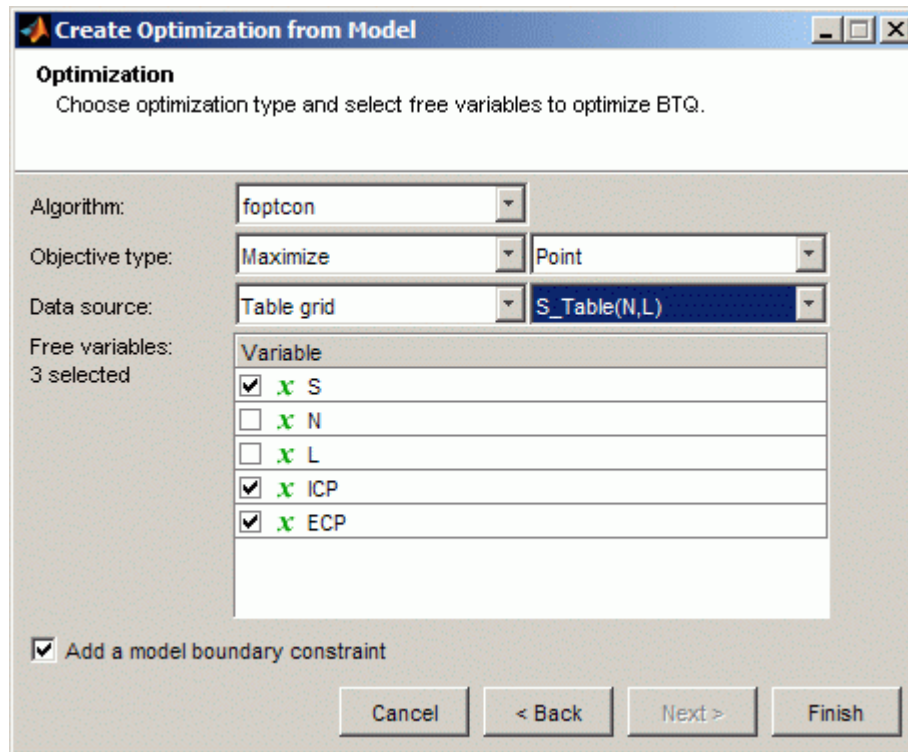 Create Optimization from Model
Optimization
Choose optimization type and select free variables to optimize BTQ.
Algorithm: foptcon
Objective type: Maximize Point
Data source: Table grid S_Table(N,L)
Free variables: Variable
3 selected
x S
x N
x L
x ICP
x ECP
Add a model boundary constraint
Cancel < Back Next > Finish